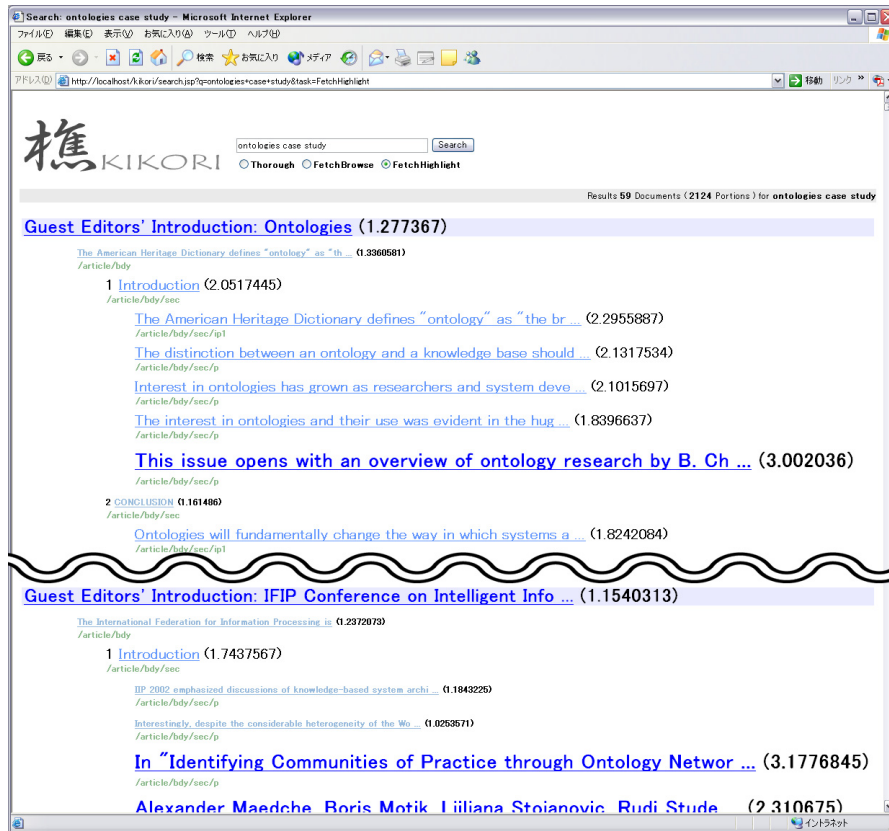 Search: ontologies case study - Microsoft Internet Explorer
ファイル(F) 編集(E) 表示(V) お気に入り(A) ツール(T) ヘルプ(H)
戻る 検索 お気に入り メディア
アドレス(D) http://localhost/kikori/search.jsp?q=ontologies+case+study&task=FetchHighlight 移動 リンク »
樵 KIKORI
ontologies case study Search
Thorough FetchBrowse FetchHighlight
Results 59 Documents ( 2124 Portions ) for ontologies case study
Guest Editors' Introduction: Ontologies (1.277367)
The American Heritage Dictionary defines "ontology" as "th ... (1.3360581)
/article/bdy
1 Introduction (2.0517445)
/article/bdy/sec
The American Heritage Dictionary defines "ontology" as "the br ... (2.2955887)
/article/bdy/sec/ip1
The distinction between an ontology and a knowledge base should ... (2.1317534)
/article/bdy/sec/p
Interest in ontologies has grown as researchers and system deve ... (2.1015697)
/article/bdy/sec/p
The interest in ontologies and their use was evident in the hug ... (1.8396637)
/article/bdy/sec/p
This issue opens with an overview of ontology research by B. Ch ... (3.002036)
/article/bdy/sec/p
2 CONCLUSION (1.161486)
/article/bdy/sec
Ontologies will fundamentally change the way in which systems a ... (1.8242084)
/article/bdy/sec/ip1
Guest Editors' Introduction: IFIP Conference on Intelligent Info ... (1.1540313)
The International Federation for Information Processing is (1.2372073)
/article/bdy
1 Introduction (1.7437567)
/article/bdy/sec
IIP 2002 emphasized discussions of knowledge-based system archi ... (1.1843225)
/article/bdy/sec/p
Interestingly, despite the considerable heterogeneity of the Wo ... (1.0253571)
/article/bdy/sec/p
In "Identifying Communities of Practice through Ontology Networ ... (3.1776845)
/article/bdy/sec/p
Alexander Maedche, Boris Motik, Ljiljana Stojanovic, Rudi Stude ... (2.310675)
イントラネット